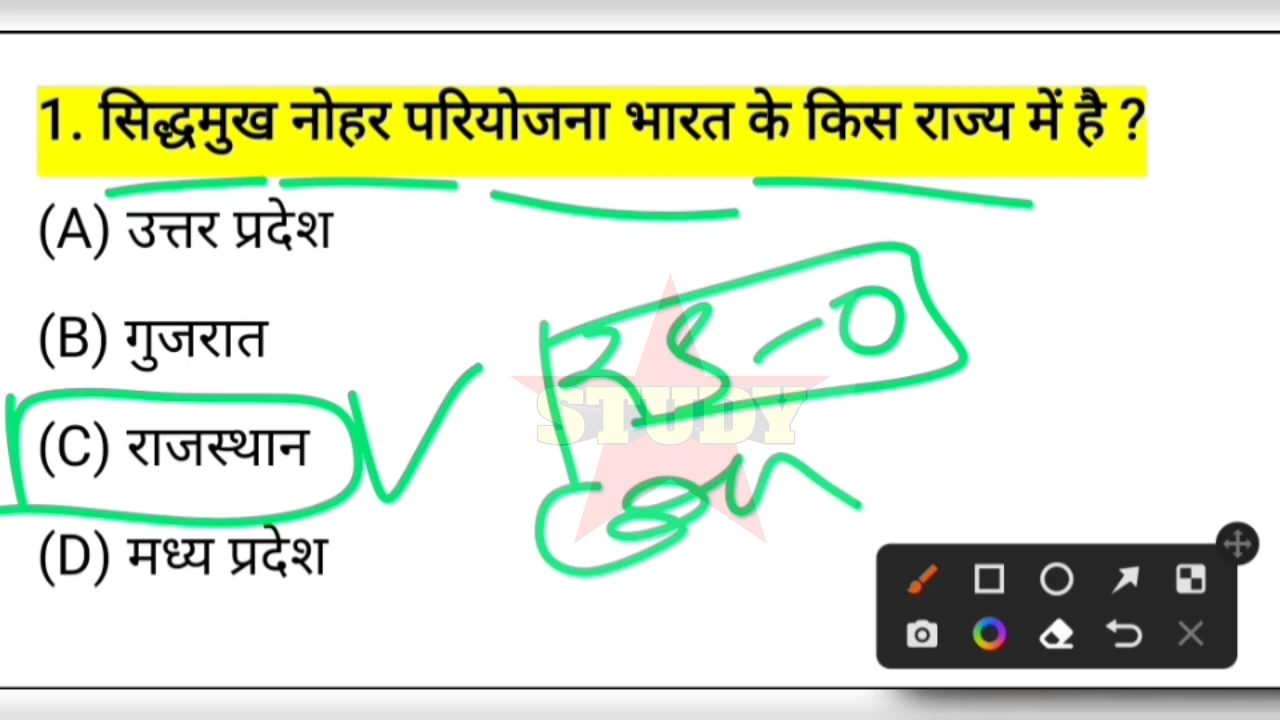 1. सिद्धमुख नोहर परियोजना भारत के किस राज्य में है ?
(A) उत्तर प्रदेश
(B) गुजरात
(C) राजस्थान
(D) मध्य प्रदेश
STUDY